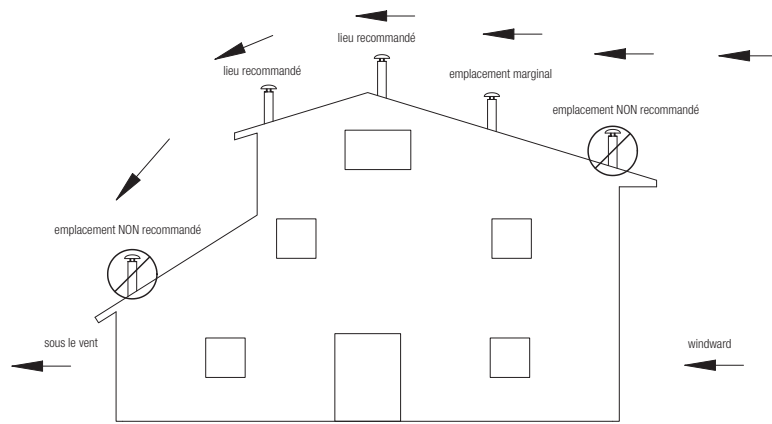 lieu recommandé
lieu recommandé
emplacement marginal
emplacement NON recommandé
emplacement NON recommandé
sous le vent
windward